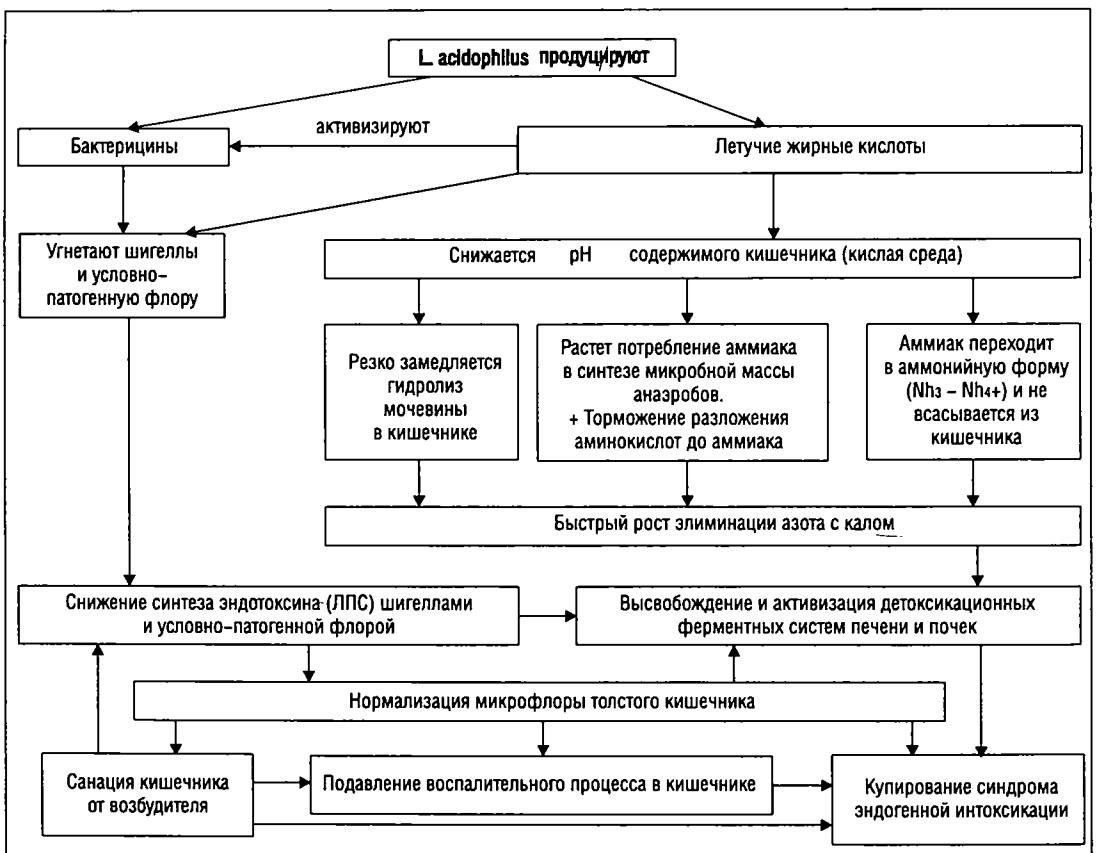 L. acidophilus продуцируют
активизируют
Бактерицины
Летучие жирные кислоты
Угнетают шигеллы
и условно-
патогенную флору
Снижается pH содержимого кишечника (кислая среда)
Резко замедляется
гидролиз
мочевины
в кишечнике
Растет потребление аммиака
в синтезе микробной массы
анаэробов.
+ Торможение разложения
аминокислот до аммиака
Аммиак переходит
в аммонийную форму
(Nh3 – Nh4+) и не
всасывается из
кишечника
Быстрый рост элиминации азота с калом
Снижение синтеза эндотоксина (ЛПС) шигеллами
и условно-патогенной флорой
Высвобождение и активизация детоксикационных
ферментных систем печени и почек
Нормализация микрофлоры толстого кишечника
Санация кишечника
от возбудителя
Подавление воспалительного процесса в кишечнике
Купирование синдрома
эндогенной интоксикации